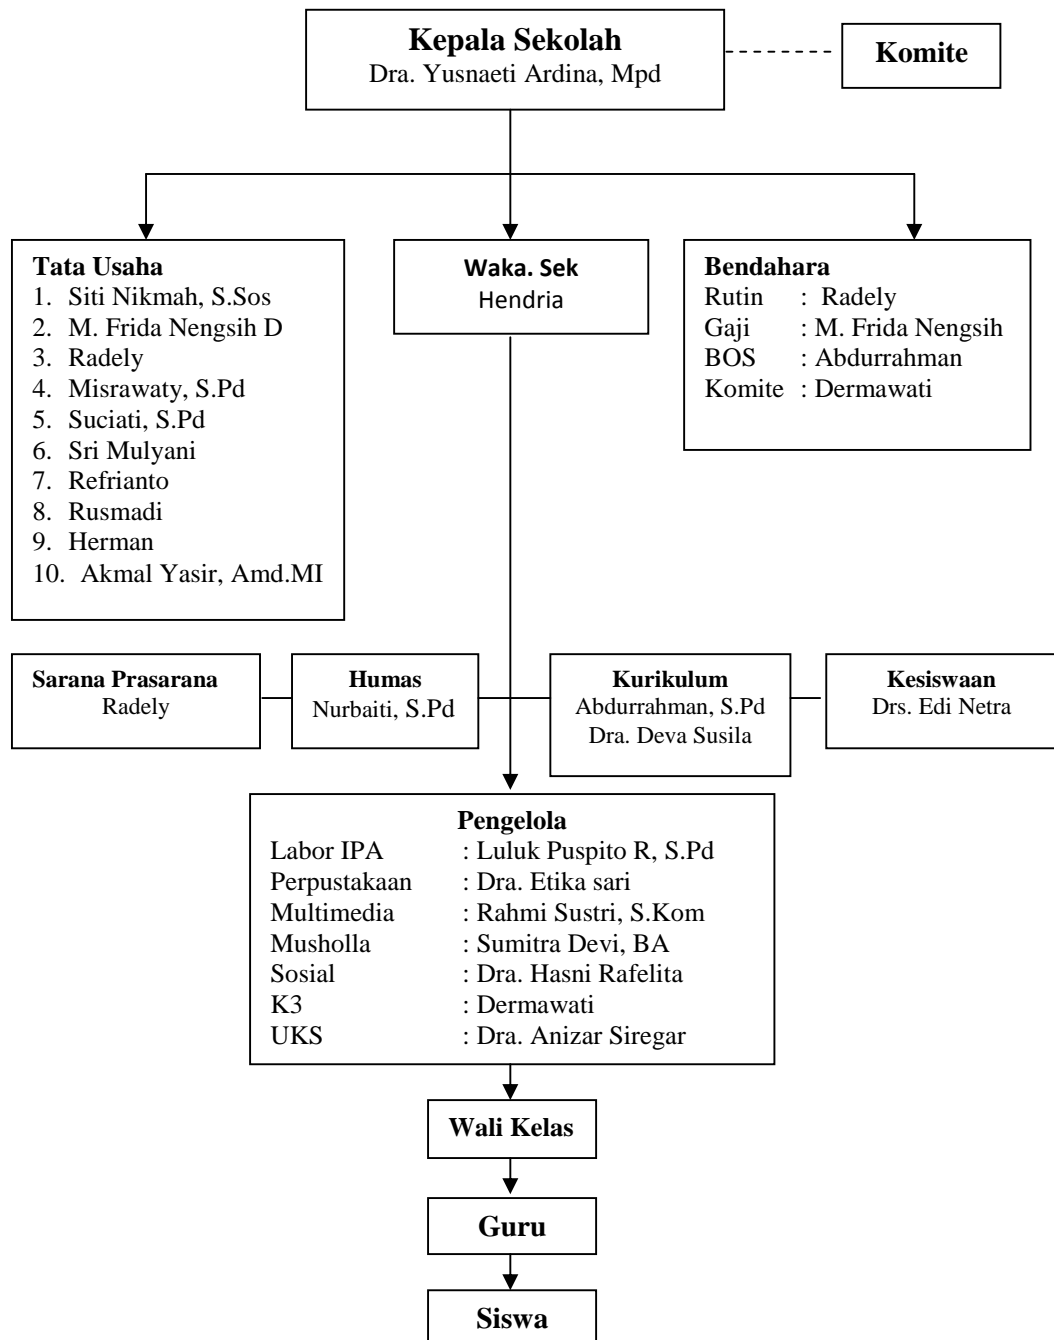 Kepala Sekolah
Dra. Yusnaeti Ardina, Mpd
Komite
Tata Usaha
1. Siti Nikmah, S.Sos
2. M. Frida Nengsih D
3. Radely
4. Misrawaty, S.Pd
5. Suciati, S.Pd
6. Sri Mulyani
7. Refrianto
8. Rusmadi
9. Herman
10. Akmal Yasir, Amd.MI
Waka. Sek
Hendria
Bendahara
Rutin : Radely
Gaji : M. Frida Nengsih
BOS : Abdurrahman
Komite : Dermawati
Sarana Prasarana
Radely
Humas
Nurbaiti, S.Pd
Kurikulum
Abdurrahman, S.Pd
Dra. Deva Susila
Kesiswaan
Drs. Edi Netra
Pengelola
Labor IPA : Luluk Puspito R, S.Pd
Perpustakaan : Dra. Etika sari
Multimedia : Rahmi Sustri, S.Kom
Musholla : Sumitra Devi, BA
Sosial : Dra. Hasni Rafelita
K3 : Dermawati
UKS : Dra. Anizar Siregar
Wali Kelas
Guru
Siswa